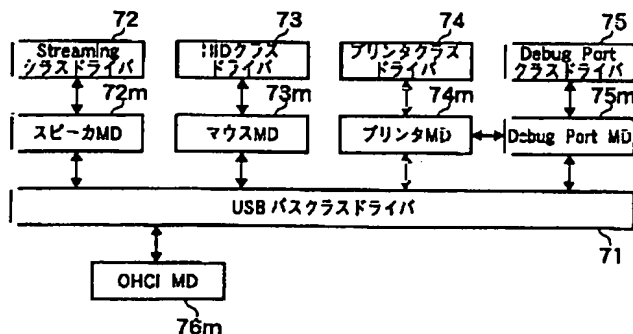 72
73
74
75
Streaming
クラスドライバ
HIDクラス
ドライバ
プリンタクラス
ドライバ
Debug Port
クラスドライバ
72m
73m
74m
75m
スピーカMD
マウスMD
プリンタMD
Debug Port MD
USB バスクラスドライバ
71
OHCI MD
76m